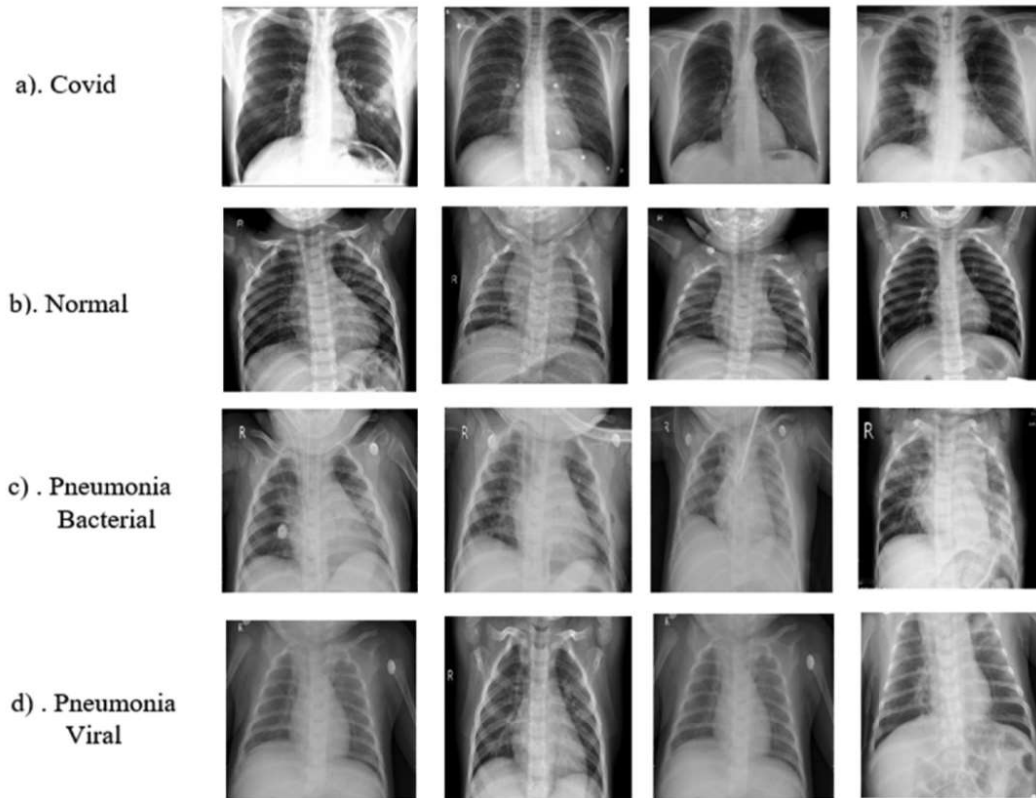 a). Covid
b). Normal
R
c) . Pneumonia
Bacterial
R
R
R
R
d) . Pneumonia
Viral
R